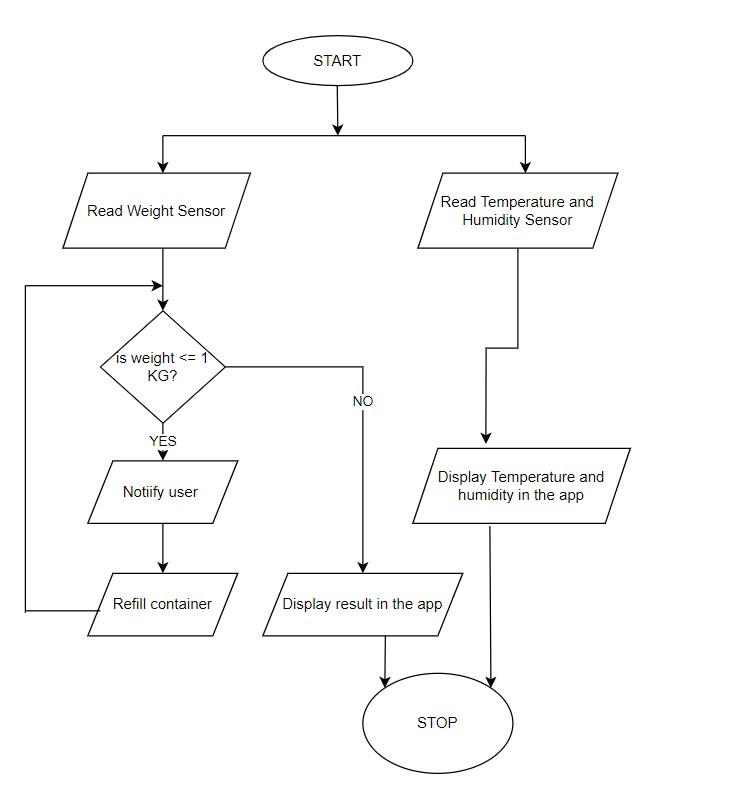 START
Read Weight Sensor
Read Temperature and
Humidity Sensor
is weight <= 1
KG?
NO
YES
Notiify user
Display Temperature and
humidity in the app
Refill container
Display result in the app
STOP